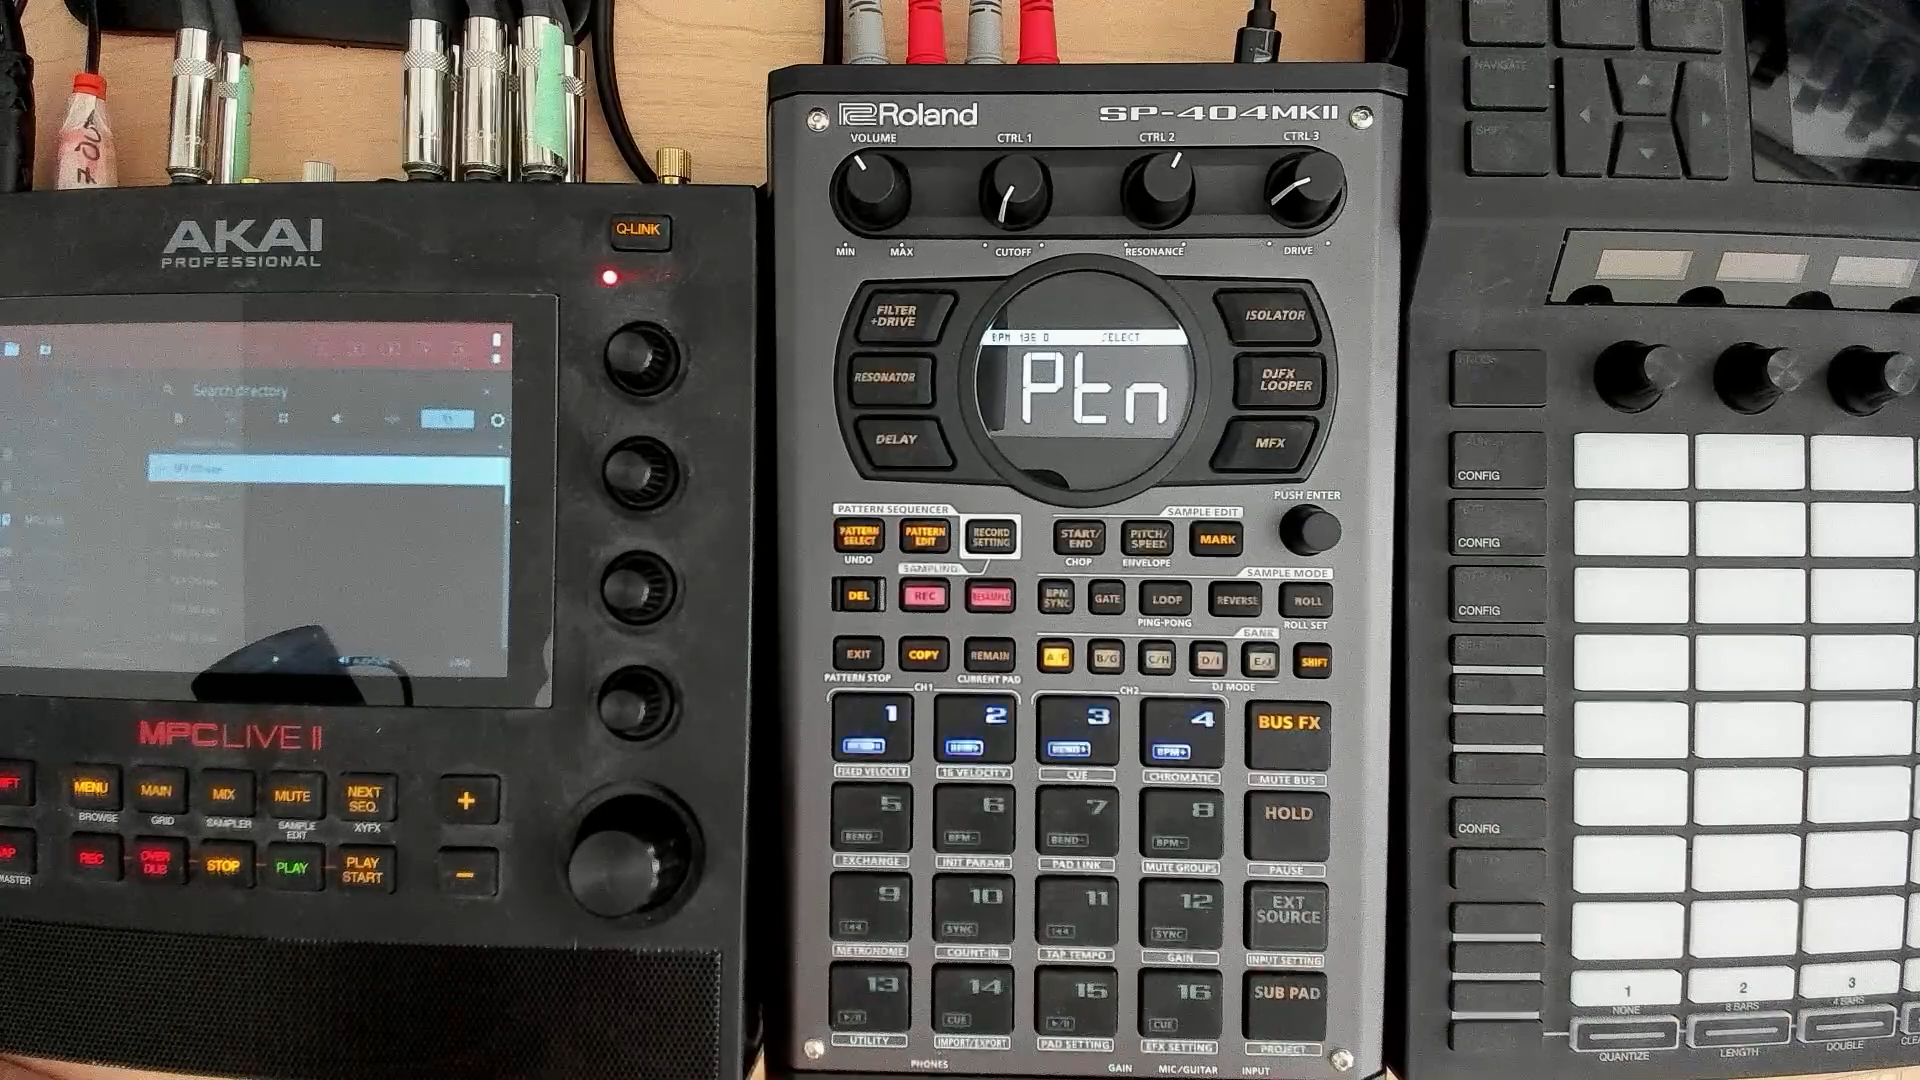 AKAI
PROFESSIONAL
Q-LINK
Search directory
MPC LIVE II
MENU
MAIN
MIX
MUTE
NEXT SEQ.
BROWSE
GRID
SAMPLER
SAMPLE EDIT
XYFX
+
REC
OVER DUB
STOP
PLAY
PLAY START
−
MASTER
Roland
SP-404MKII
VOLUME
CTRL 1
CTRL 2
CTRL 3
MIN
MAX
CUTOFF
RESONANCE
DRIVE
FILTER +DRIVE
ISOLATOR
RESONATOR
DJFX LOOPER
DELAY
MFX
SELECT
Ptn
PUSH ENTER
PATTERN SEQUENCER
SAMPLE EDIT
PATTERN SELECT
PATTERN EDIT
RECORD SETTING
START/END
PITCH/SPEED
MARK
UNDO
CHOP
ENVELOPE
SAMPLING
SAMPLE MODE
DEL
REC
RESAMPLE
BPM SYNC
GATE
LOOP
REVERSE
ROLL
PING-PONG
ROLL SET
BANK
EXIT
COPY
REMAIN
A/F
B/G
C/H
D/I
E/J
SHIFT
PATTERN STOP
CURRENT PAD
DJ MODE
CH1
CH2
1
2
3
4
BUS FX
BEND+
BPM+
FIXED VELOCITY
16 VELOCITY
CUE
CHROMATIC
MUTE BUS
5
6
7
8
HOLD
BEND-
BPM-
BEND-
BPM-
EXCHANGE
INIT PARAM
PAD LINK
MUTE GROUPS
PAUSE
9
10
11
12
EXT SOURCE
SYNC
SYNC
METRONOME
COUNT-IN
TAP TEMPO
GAIN
INPUT SETTING
13
14
15
16
SUB PAD
CUE
CUE
UTILITY
IMPORT/EXPORT
PAD SETTING
EFX SETTING
PROJECT
PHONES
GAIN
MIC/GUITAR
INPUT
NAVIGATE
CONFIG
CONFIG
CONFIG
CONFIG
1
2
3
NONE
8 BARS
4 BARS
QUANTIZE
LENGTH
DOUBLE